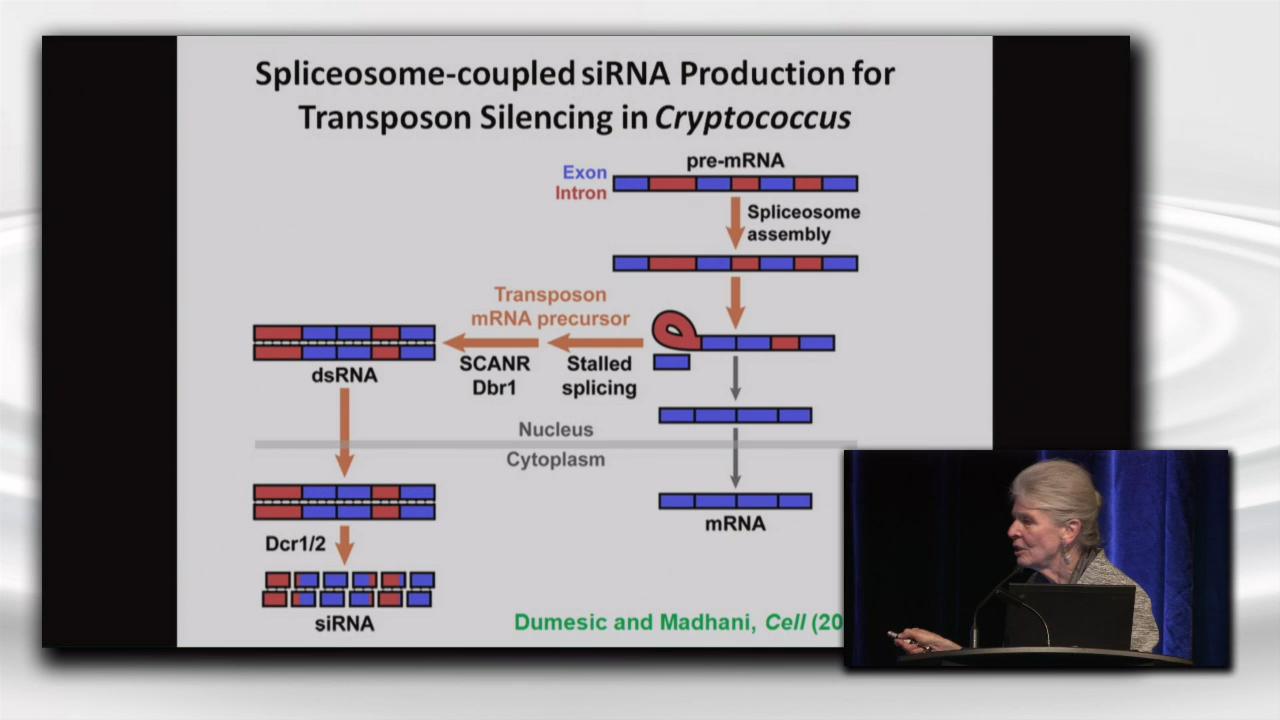 Spliceosome-coupled siRNA Production for
Transposon Silencing in Cryptococcus
pre-mRNA
Exon
Intron
Spliceosome
assembly
Transposon
mRNA precursor
SCANR
Dbr1
Stalled
splicing
dsRNA
Nucleus
Cytoplasm
mRNA
Dcr1/2
siRNA
Dumesic and Madhani, Cell (20